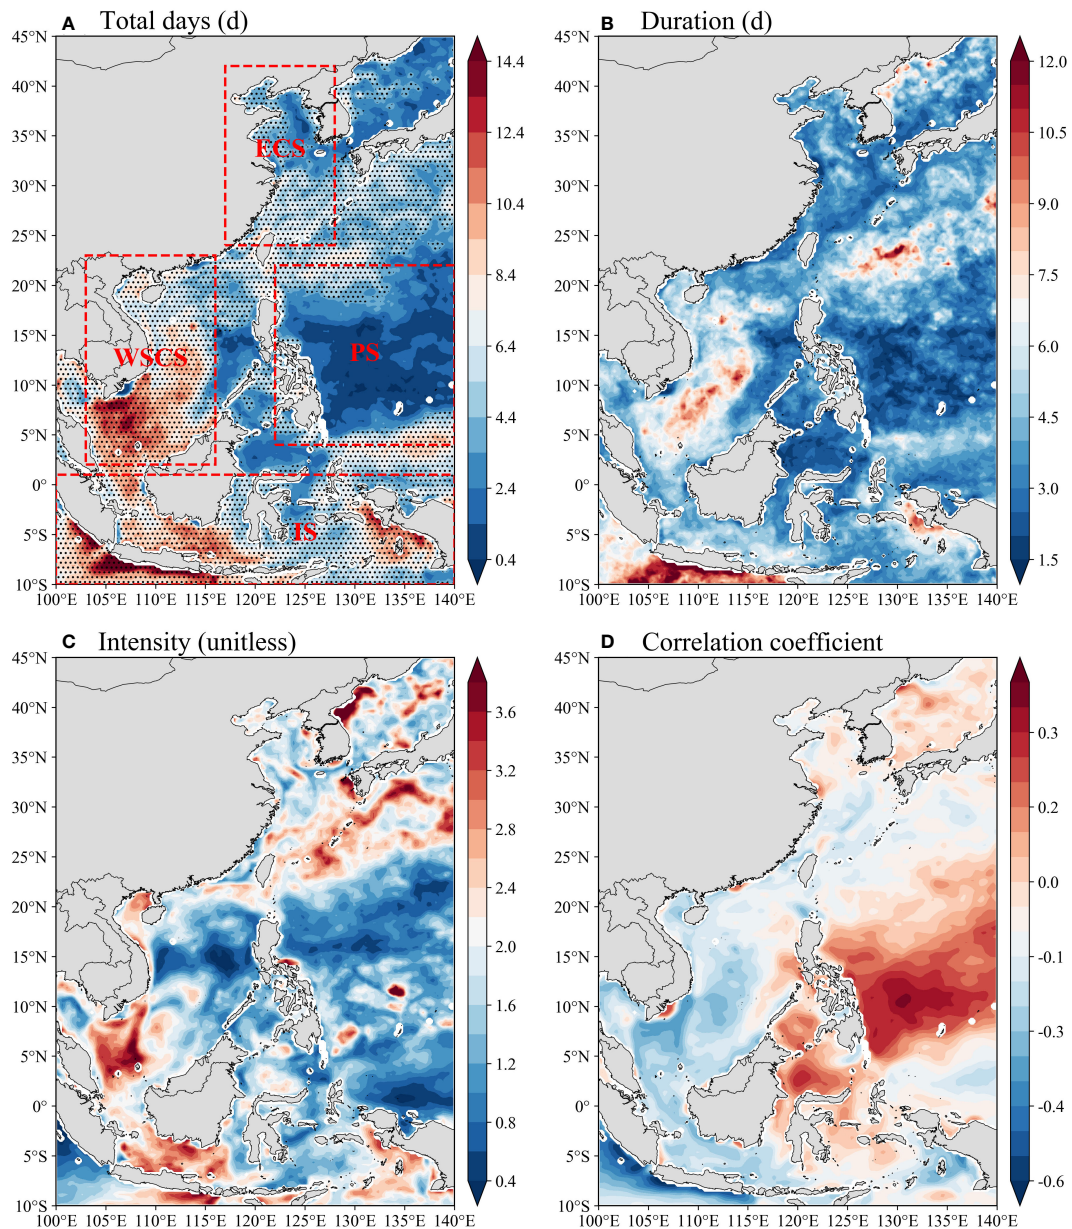 A Total days (d)
45°N
40°N
35°N
30°N
25°N
20°N
15°N
10°N
5°N
0°
5°S
10°S
100°E 105°E 110°E 115°E 120°E 125°E 130°E 135°E 140°E
ECS
WSCS
PS
IS
14.4
12.4
10.4
8.4
6.4
4.4
2.4
0.4
B Duration (d)
45°N
40°N
35°N
30°N
25°N
20°N
15°N
10°N
5°N
0°
5°S
10°S
100°E 105°E 110°E 115°E 120°E 125°E 130°E 135°E 140°E
12.0
10.5
9.0
7.5
6.0
4.5
3.0
1.5
C Intensity (unitless)
45°N
40°N
35°N
30°N
25°N
20°N
15°N
10°N
5°N
0°
5°S
10°S
100°E 105°E 110°E 115°E 120°E 125°E 130°E 135°E 140°E
3.6
3.2
2.8
2.4
2.0
1.6
1.2
0.8
0.4
D Correlation coefficient
45°N
40°N
35°N
30°N
25°N
20°N
15°N
10°N
5°N
0°
5°S
10°S
100°E 105°E 110°E 115°E 120°E 125°E 130°E 135°E 140°E
0.3
0.2
0.0
-0.1
-0.3
-0.4
-0.6